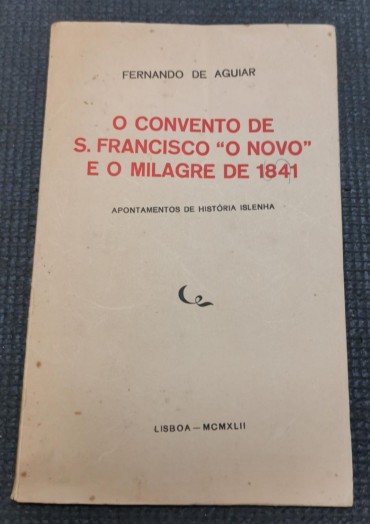 FERNANDO DE AGUIAR
O CONVENTO DE
S. FRANCISCO "O NOVO"
E O MILAGRE DE 1841
APONTAMENTOS DE HISTÓRIA ISLENHA
LISBOA — MCMXLII